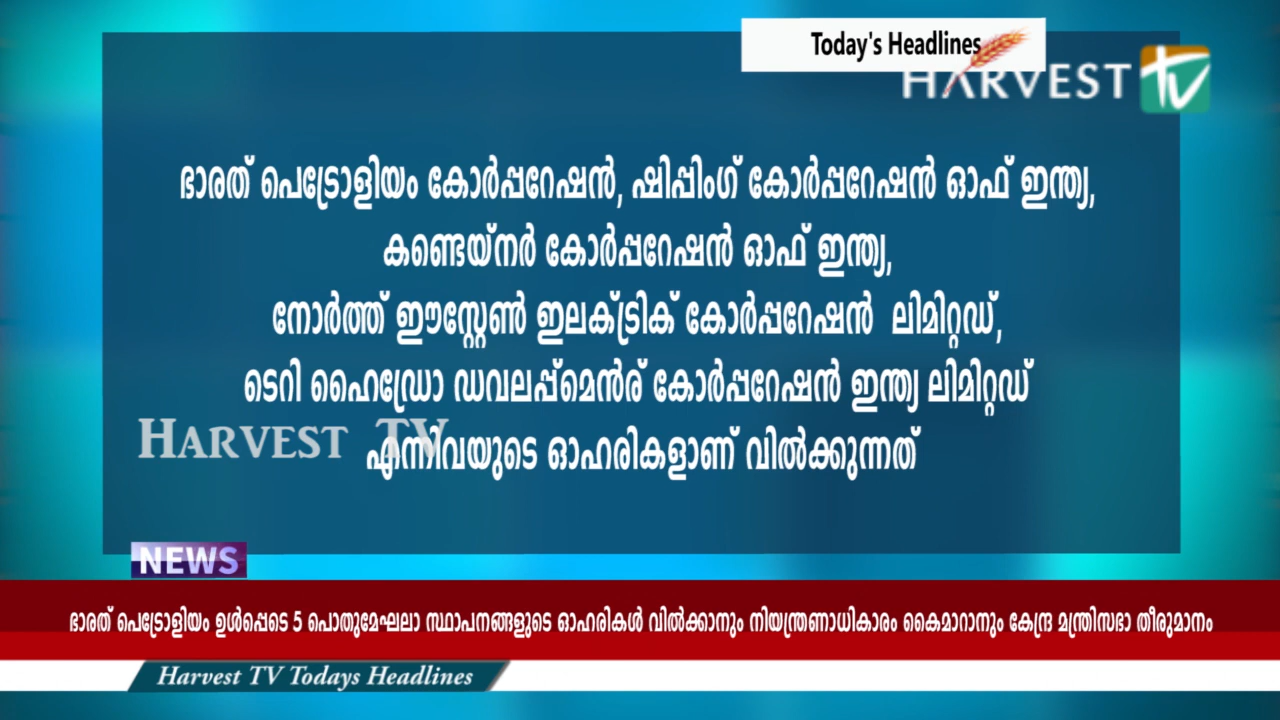 Today's Headlines
HARVEST tv
ഭാരത് പെട്രോളിയം കോർപ്പറേഷൻ, ഷിപ്പിംഗ് കോർപ്പറേഷൻ ഓഫ് ഇന്ത്യ,
കണ്ടെയ്നർ കോർപ്പറേഷൻ ഓഫ് ഇന്ത്യ,
നോർത്ത് ഈസ്റ്റേൺ ഇലക്ട്രിക് കോർപ്പറേഷൻ ലിമിറ്റഡ്,
ടെറി ഹൈഡ്രോ ഡവലപ്പ്മെൻര് കോർപ്പറേഷൻ ഇന്ത്യ ലിമിറ്റഡ്
HARVEST TV
എന്നിവയുടെ ഓഹരികളാണ് വിൽക്കുന്നത്
NEWS
ഭാരത് പെട്രോളിയം ഉൾപ്പെടെ 5 പൊതുമേഘലാ സ്ഥാപനങ്ങളുടെ ഓഹരികൾ വിൽക്കാനും നിയന്ത്രണാധികാരം കൈമാറാനും കേന്ദ്ര മന്ത്രിസഭാ തീരുമാനം
Harvest TV Todays Headlines